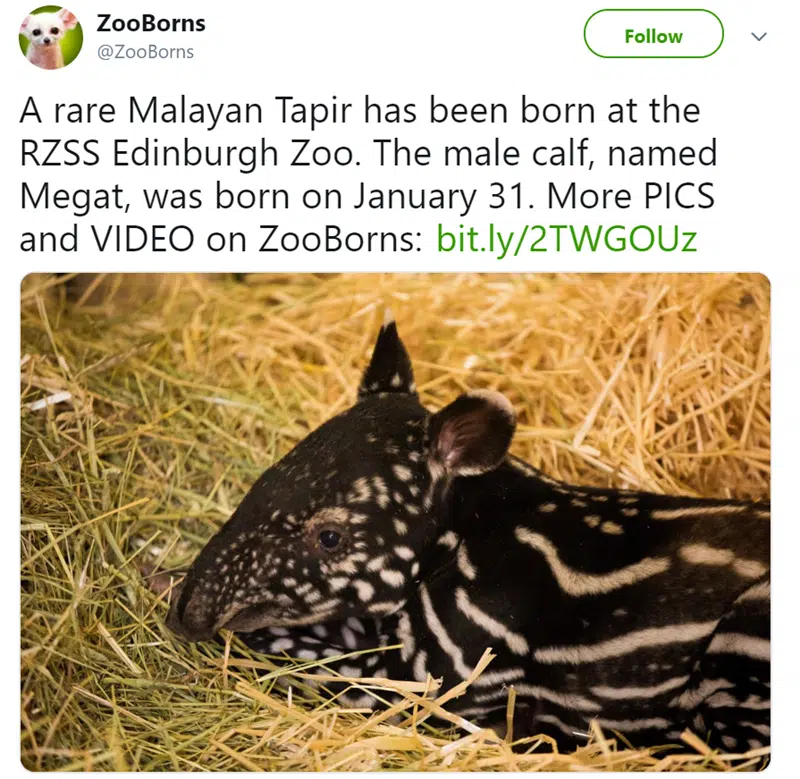 ZooBorns
@ZooBorns
Follow
A rare Malayan Tapir has been born at the
RZSS Edinburgh Zoo. The male calf, named
Megat, was born on January 31. More PICS
and VIDEO on ZooBorns: bit.ly/2TWGOUz